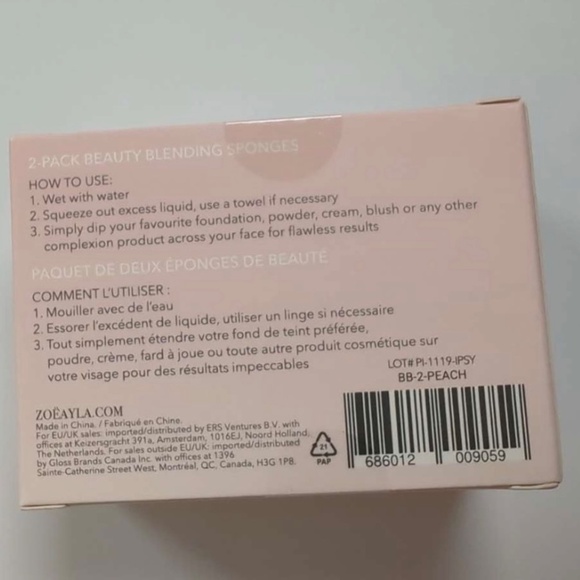 2-PACK BEAUTY BLENDING SPONGES
HOW TO USE:
1. Wet with water
2. Squeeze out excess liquid, use a towel if necessary
3. Simply dip your favourite foundation, powder, cream, blush or any other
complexion product across your face for flawless results
PAQUET DE DEUX ÉPONGES DE BEAUTÉ
COMMENT L'UTILISER :
1. Mouiller avec de l'eau
2. Essorer l'excédent de liquide, utiliser un linge si nécessaire
3. Tout simplement étendre votre fond de teint préférée,
poudre, crème, fard à joue ou toute autre produit cosmétique sur
votre visage pour des résultats impeccables
LOT# PI-1119-IPSY
BB-2-PEACH
ZOËAYLA.COM
Made in China. / Fabriqué en Chine.
For EU/UK sales: imported/distributed by ERS Ventures B.V. with
offices at Keizersgracht 391a, Amsterdam, 1016EJ, Noord Holland,
The Netherlands. For sales outside EU/UK: imported/distributed
by Gloss Brands Canada Inc. with offices at 1396
Sainte-Catherine Street West, Montréal, QC, Canada, H3G 1P8.
21
PAP
686012 009059